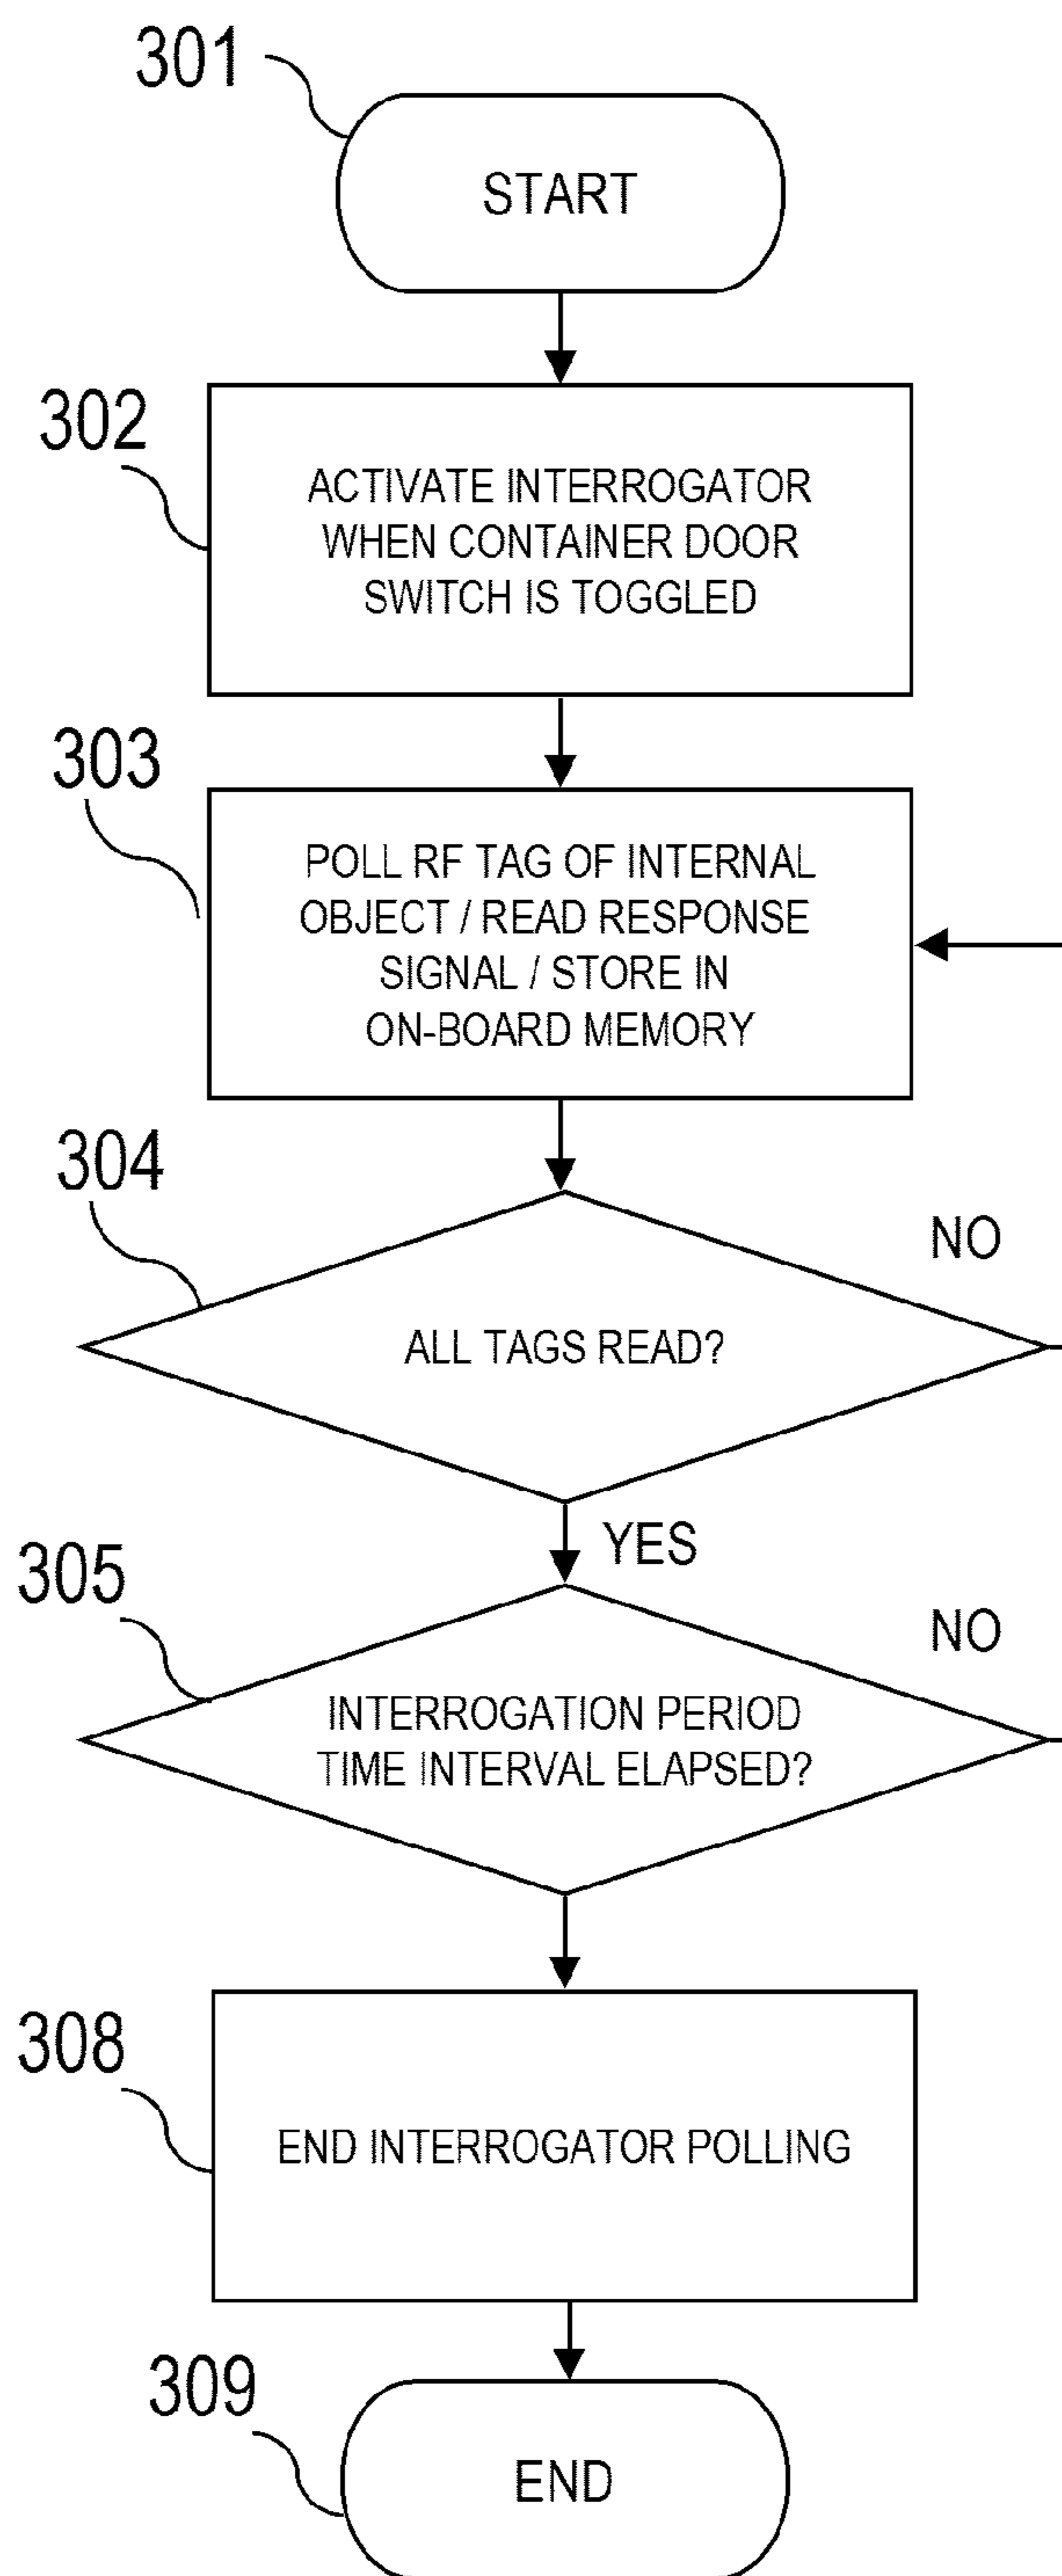 301
START
302
ACTIVATE INTERROGATOR
WHEN CONTAINER DOOR
SWITCH IS TOGGLED
303
POLL RF TAG OF INTERNAL
OBJECT / READ RESPONSE
SIGNAL / STORE IN
ON-BOARD MEMORY
304
NO
ALL TAGS READ?
YES
305
NO
INTERROGATION PERIOD
TIME INTERVAL ELAPSED?
308
END INTERROGATOR POLLING
309
END